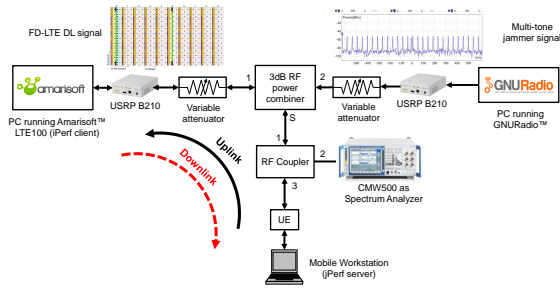 FD-LTE DL signal
Multi-tone
jammer signal
amarisoft
PC running Amarisoft™
LTE100 (iPerf client)
USRP B210
Variable
attenuator
1
3dB RF
power
combiner
2
Variable
attenuator
USRP B210
GNURadio
PC running
GNURadio™
S
1
RF Coupler
2
CMW500 as
Spectrum Analyzer
3
UE
Mobile Workstation
(jPerf server)
Uplink
Downlink